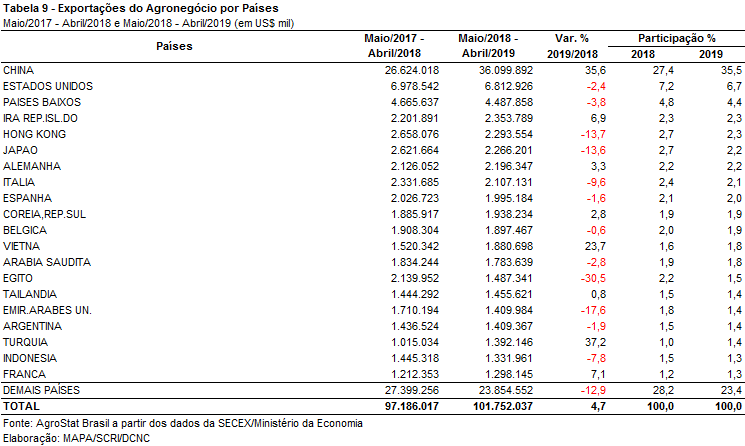 Tabela 9 - Exportações do Agronegócio por Países
Maio/2017 - Abril/2018 e Maio/2018 - Abril/2019 (em US$ mil)
Países Maio/2017 - Abril/2018 Maio/2018 - Abril/2019 Var. % 2019/2018 Participação %
2018 2019
CHINA 26.624.018 36.099.892 35,6 27,4 35,5
ESTADOS UNIDOS 6.978.542 6.812.926 -2,4 7,2 6,7
PAISES BAIXOS 4.665.637 4.487.858 -3,8 4,8 4,4
IRA REP.ISL.DO 2.201.891 2.353.789 6,9 2,3 2,3
HONG KONG 2.658.076 2.293.554 -13,7 2,7 2,3
JAPAO 2.621.664 2.266.201 -13,6 2,7 2,2
ALEMANHA 2.126.052 2.196.347 3,3 2,2 2,2
ITALIA 2.331.685 2.107.131 -9,6 2,4 2,1
ESPANHA 2.026.723 1.995.184 -1,6 2,1 2,0
COREIA,REP.SUL 1.885.917 1.938.234 2,8 1,9 1,9
BELGICA 1.908.304 1.897.467 -0,6 2,0 1,9
VIETNA 1.520.342 1.880.698 23,7 1,6 1,8
ARABIA SAUDITA 1.834.244 1.783.639 -2,8 1,9 1,8
EGITO 2.139.952 1.487.341 -30,5 2,2 1,5
TAILANDIA 1.444.292 1.455.621 0,8 1,5 1,4
EMIR.ARABES UN. 1.710.194 1.409.984 -17,6 1,8 1,4
ARGENTINA 1.436.524 1.409.367 -1,9 1,5 1,4
TURQUIA 1.015.034 1.392.146 37,2 1,0 1,4
INDONESIA 1.445.318 1.331.961 -7,8 1,5 1,3
FRANCA 1.212.353 1.298.145 7,1 1,2 1,3
DEMAIS PAÍSES 27.399.256 23.854.552 -12,9 28,2 23,4
TOTAL 97.186.017 101.752.037 4,7 100,0 100,0
Fonte: AgroStat Brasil a partir dos dados da SECEX/Ministério da Economia
Elaboração: MAPA/SCRI/DCNC